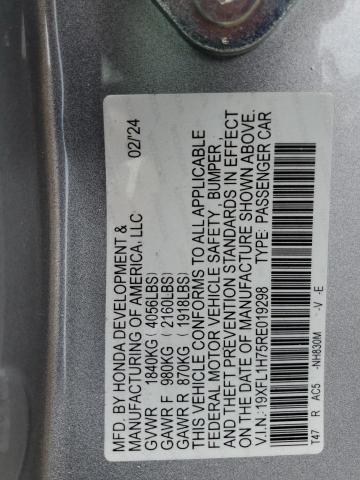 MFD. BY HONDA DEVELOPMENT &
MANUFACTURING OF AMERICA, LLC 02/'24
GVWR 1840KG (4056LBS)
GAWR F 980KG (2160LBS)
GAWR R 870KG (1918LBS)
THIS VEHICLE CONFORMS TO ALL APPLICABLE
FEDERAL MOTOR VEHICLE SAFETY, BUMPER,
AND THEFT PREVENTION STANDARDS IN EFFECT
ON THE DATE OF MANUFACTURE SHOWN ABOVE.
V.I.N.: 19XFL1H75RE019298 TYPE: PASSENGER CAR
T47 R AC5 -NH830M -V -E